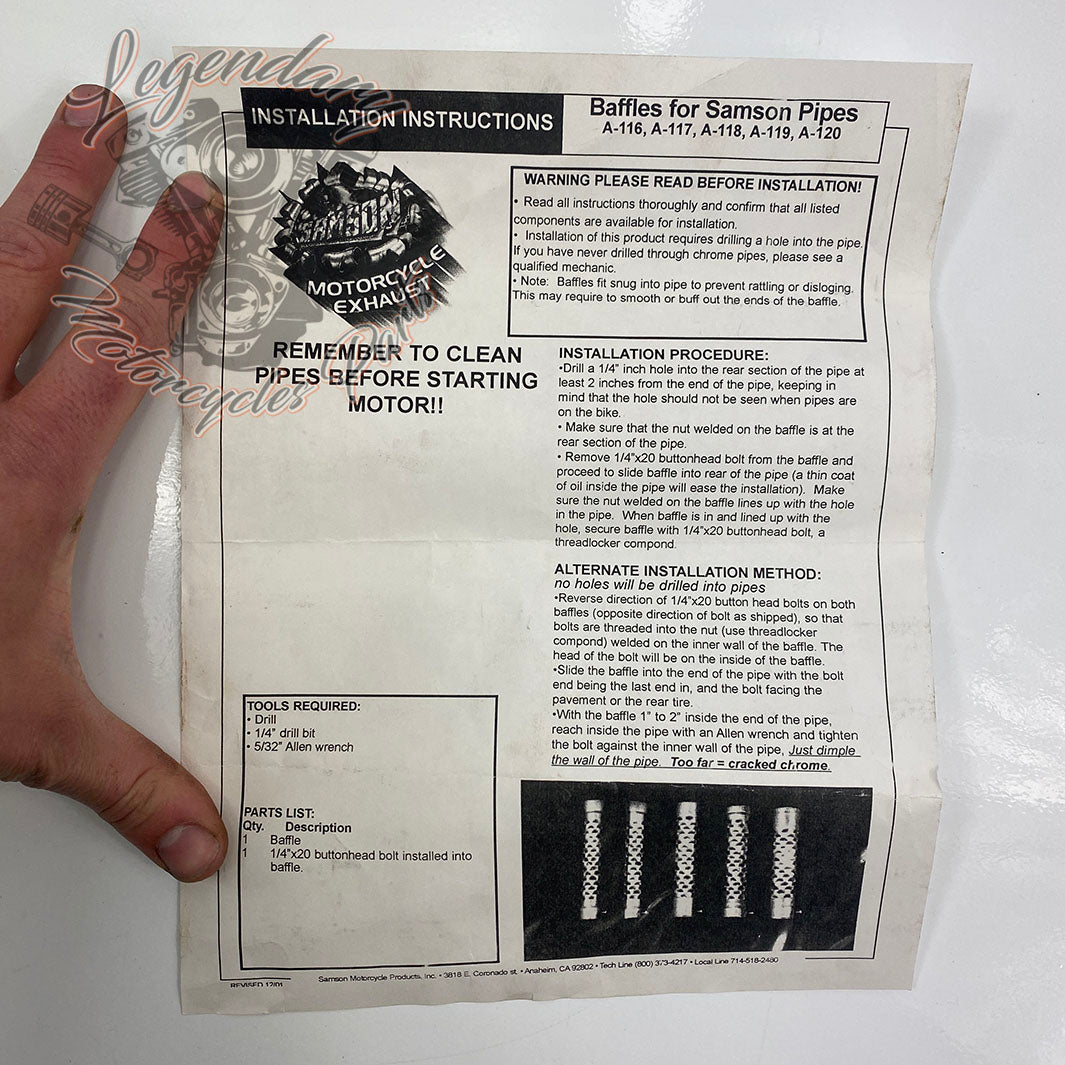 Legendary
Motorcycles Parts
INSTALLATION INSTRUCTIONS
Baffles for Samson Pipes
A-116, A-117, A-118, A-119, A-120
SAMSON
MOTORCYCLE
EXHAUST
WARNING PLEASE READ BEFORE INSTALLATION!
• Read all instructions thoroughly and confirm that all listed
components are available for installation.
• Installation of this product requires drilling a hole into the pipe.
If you have never drilled through chrome pipes, please see a
qualified mechanic.
• Note: Baffles fit snug into pipe to prevent rattling or disloging.
This may require to smooth or buff out the ends of the baffle.
REMEMBER TO CLEAN
PIPES BEFORE STARTING
MOTOR!!
INSTALLATION PROCEDURE:
•Drill a 1/4" inch hole into the rear section of the pipe at
least 2 inches from the end of the pipe, keeping in
mind that the hole should not be seen when pipes are
on the bike.
• Make sure that the nut welded on the baffle is at the
rear section of the pipe.
• Remove 1/4"x20 buttonhead bolt from the baffle and
proceed to slide baffle into rear of the pipe (a thin coat
of oil inside the pipe will ease the installation). Make
sure the nut welded on the baffle lines up with the hole
in the pipe. When baffle is in and lined up with the
hole, secure baffle with 1/4"x20 buttonhead bolt, a
threadlocker compond.
ALTERNATE INSTALLATION METHOD:
no holes will be drilled into pipes
•Reverse direction of 1/4"x20 button head bolts on both
baffles (opposite direction of bolt as shipped), so that
bolts are threaded into the nut (use threadlocker
compond) welded on the inner wall of the baffle. The
head of the bolt will be on the inside of the baffle.
•Slide the baffle into the end of the pipe with the bolt
end being the last end in, and the bolt facing the
pavement or the rear tire.
•With the baffle 1" to 2" inside the end of the pipe,
reach inside the pipe with an Allen wrench and tighten
the bolt against the inner wall of the pipe, Just dimple
the wall of the pipe. Too far = cracked chrome.
TOOLS REQUIRED:
• Drill
• 1/4" drill bit
• 5/32" Allen wrench
PARTS LIST:
Qty. Description
1 Baffle
1 1/4"x20 buttonhead bolt installed into
baffle.
Samson Motorcycle Products, Inc. • 3818 E. Coronado st. • Anaheim, CA 92802 • Tech Line (800) 373-4217 • Local Line 714-518-2480
REVISED 12/01